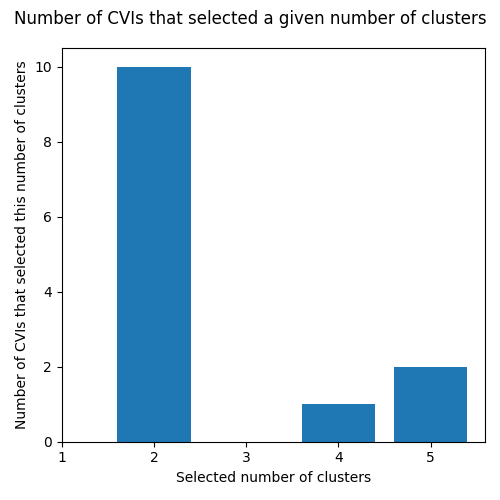 Number of CVIs that selected a given number of clusters
Number of CVIs that selected this number of clusters
10
8
6
4
2
0
1 2 3 4 5
Selected number of clusters